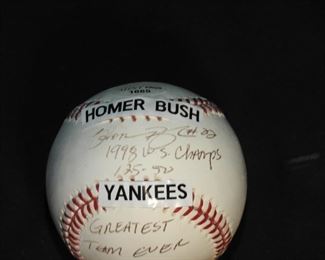 HOMER BUSH
1998 W.S. Champs
125-50
YANKEES
GREATEST
TEAM EVER